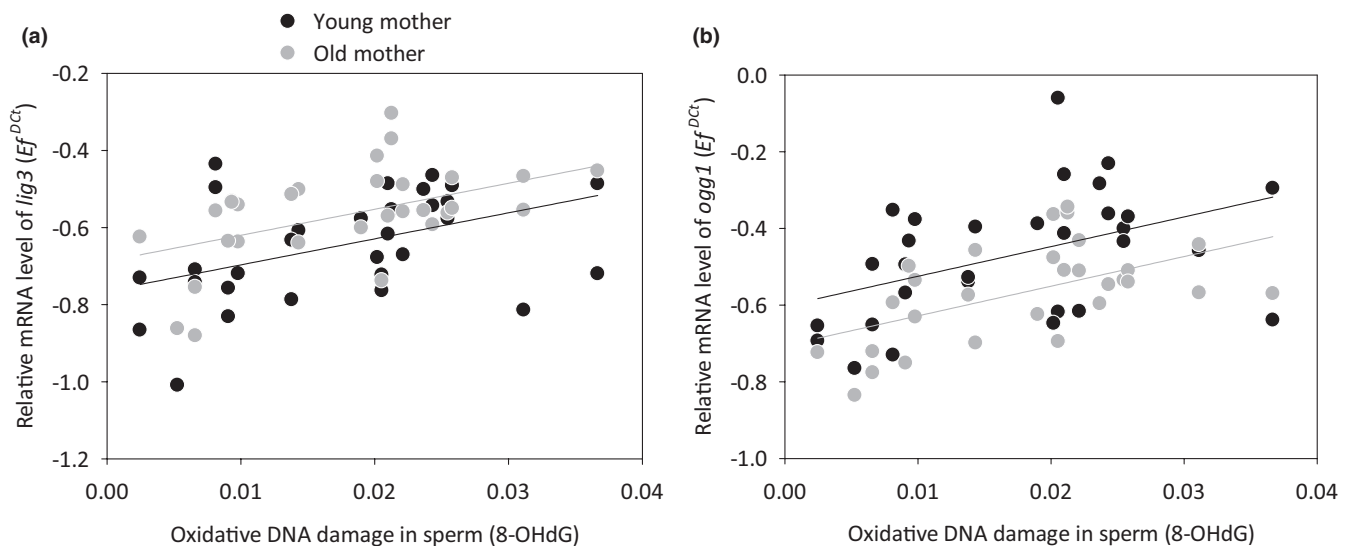 Young mother
Old mother
(a)
(b)
Relative mRNA level of lig3 (Ef^DCt)
-0.2
-0.4
-0.6
-0.8
-1.0
-1.2
0.00
0.01
0.02
0.03
0.04
Oxidative DNA damage in sperm (8-OHdG)
Relative mRNA level of ogg1 (Ef^DCt)
0.0
-0.2
-0.4
-0.6
-0.8
-1.0
0.00
0.01
0.02
0.03
0.04
Oxidative DNA damage in sperm (8-OHdG)